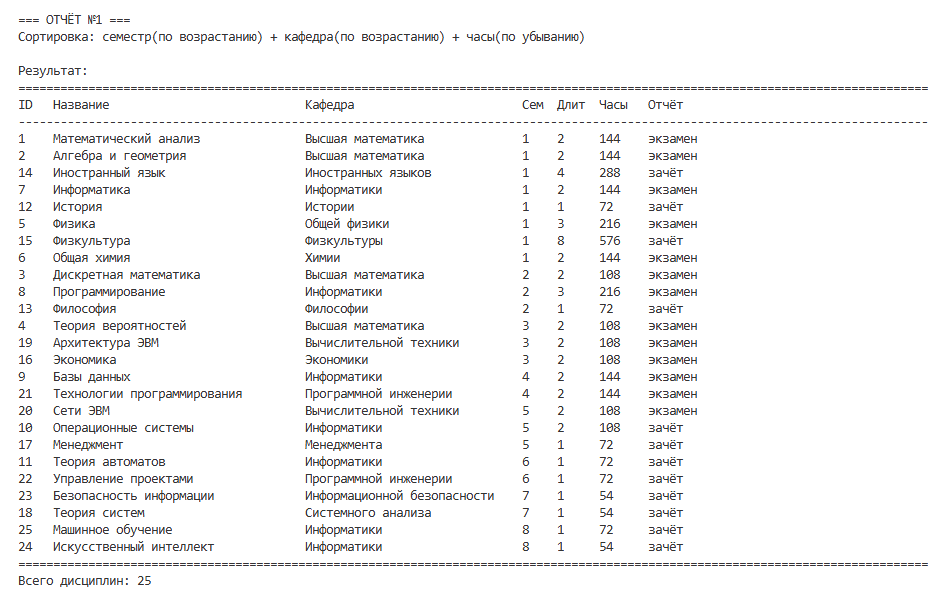 === ОТЧЁТ №1 ===
Сортировка: семестр(по возрастанию) + кафедра(по возрастанию) + часы(по убыванию)
Результат:
ID Название Кафедра Сем Длит Часы Отчёт
1 Математический анализ Высшая математика 1 2 144 экзамен
2 Алгебра и геометрия Высшая математика 1 2 144 экзамен
14 Иностранный язык Иностранных языков 1 4 288 зачёт
7 Информатика Информатики 1 2 144 экзамен
12 История Истории 1 1 72 зачёт
5 Физика Общей физики 1 3 216 экзамен
15 Физкультура Физкультуры 1 8 576 зачёт
6 Общая химия Химии 1 2 144 экзамен
3 Дискретная математика Высшая математика 2 2 108 экзамен
8 Программирование Информатики 2 3 216 экзамен
13 Философия Философии 2 1 72 зачёт
4 Теория вероятностей Высшая математика 3 2 108 экзамен
19 Архитектура ЭВМ Вычислительной техники 3 2 108 экзамен
16 Экономика Экономики 3 2 108 экзамен
9 Базы данных Информатики 4 2 144 экзамен
21 Технологии программирования Программной инженерии 4 2 144 экзамен
20 Сети ЭВМ Вычислительной техники 5 2 108 экзамен
10 Операционные системы Информатики 5 2 108 зачёт
17 Менеджмент Менеджмента 5 1 72 зачёт
11 Теория автоматов Информатики 6 1 72 зачёт
22 Управление проектами Программной инженерии 6 1 72 зачёт
23 Безопасность информации Информационной безопасности 7 1 54 зачёт
18 Теория систем Системного анализа 7 1 54 зачёт
25 Машинное обучение Информатики 8 1 72 зачёт
24 Искусственный интеллект Информатики 8 1 54 зачёт
Всего дисциплин: 25